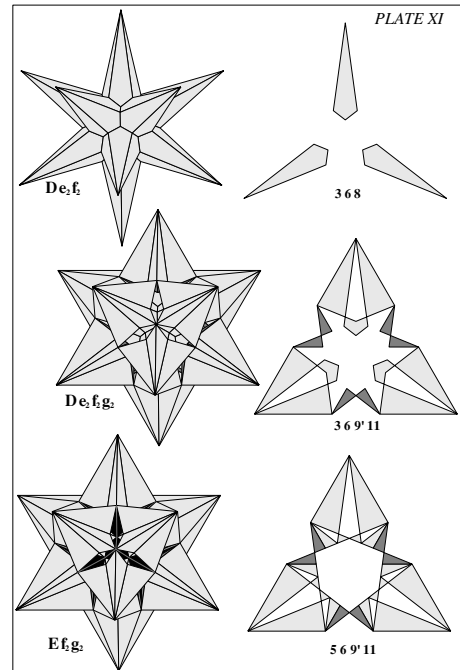 PLATE XI
De₂f₂
3 6 8
De₂f₂g₂
3 6 9' 11
Ef₂g₂
5 6 9' 11